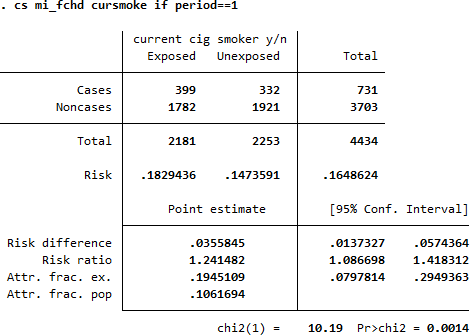 . cs mi_fchd cursmoke if period==1
current cig smoker y/n
Exposed Unexposed Total
Cases 399 332 731
Noncases 1782 1921 3703
Total 2181 2253 4434
Risk .1829436 .1473591 .1648624
Point estimate [95% Conf. Interval]
Risk difference .0355845 .0137327 .0574364
Risk ratio 1.241482 1.086698 1.418312
Attr. frac. ex. .1945109 .0797814 .2949363
Attr. frac. pop .1061694
chi2(1) = 10.19 Pr>chi2 = 0.0014